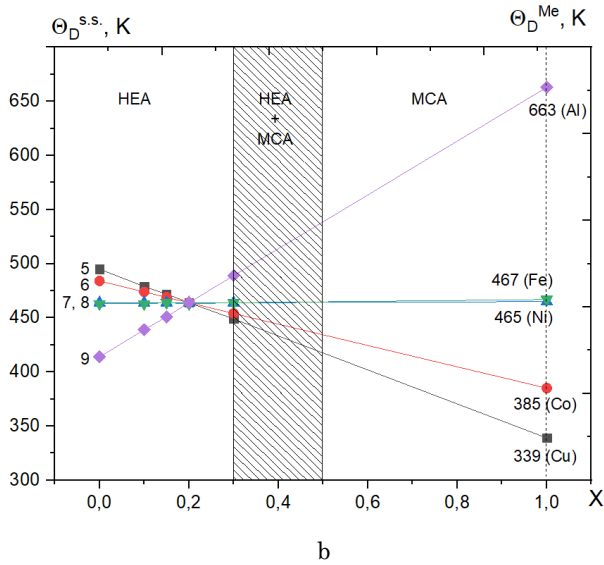 Θ_D^s.s., K
Θ_D^Me, K
HEA
HEA
+
MCA
MCA
650
600
550
500
450
400
350
300
663 (Al)
5
6
7, 8
9
467 (Fe)
465 (Ni)
385 (Co)
339 (Cu)
0,0
0,2
0,4
0,6
0,8
1,0
X
b